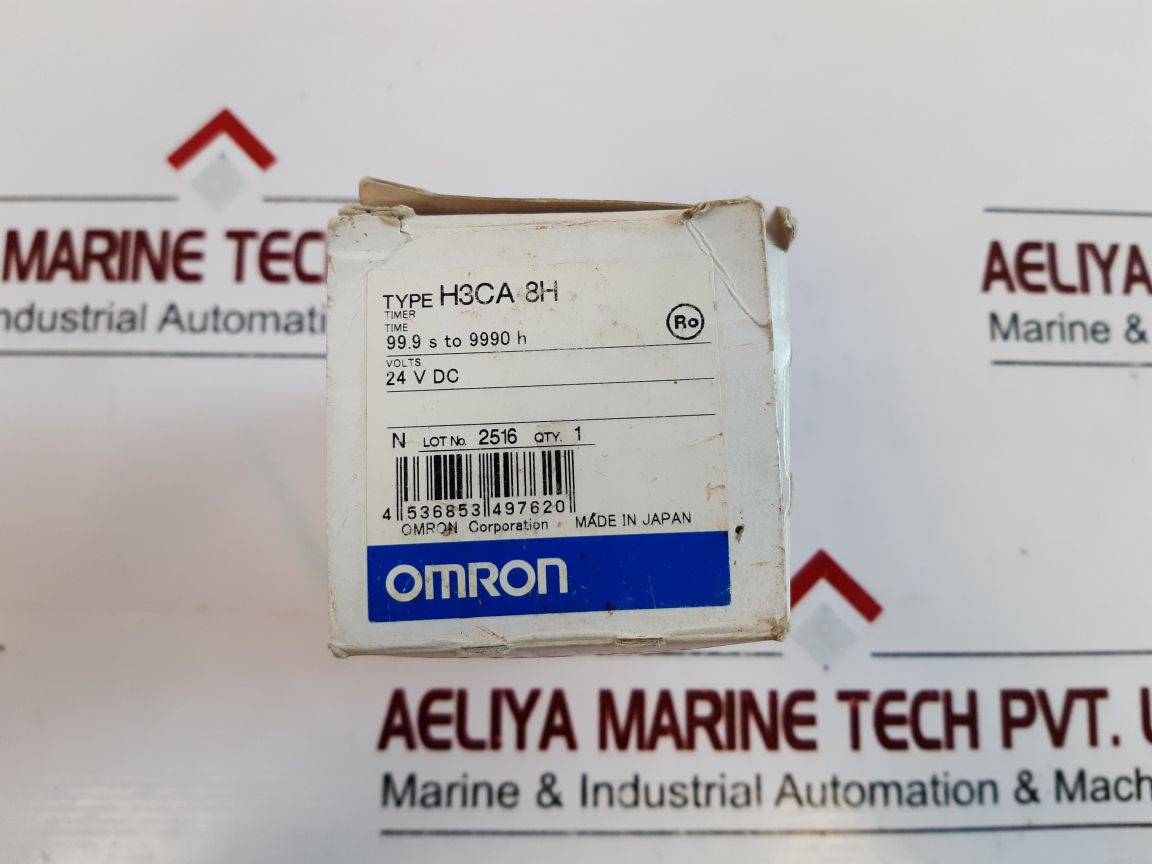 MARINE TEC
ndustrial Automati
AELIYA
Marine &
TYPE H3CA-8H
TIMER
TIME
99.9 s to 9990 h
Ro
VOLTS
24 V DC
N LOT No. 2516 QTY. 1
4 536853 497620
OMRON Corporation MADE IN JAPAN
OMRON
AELIYA MARINE TECH PVT.
Marine & Industrial Automation & Mach